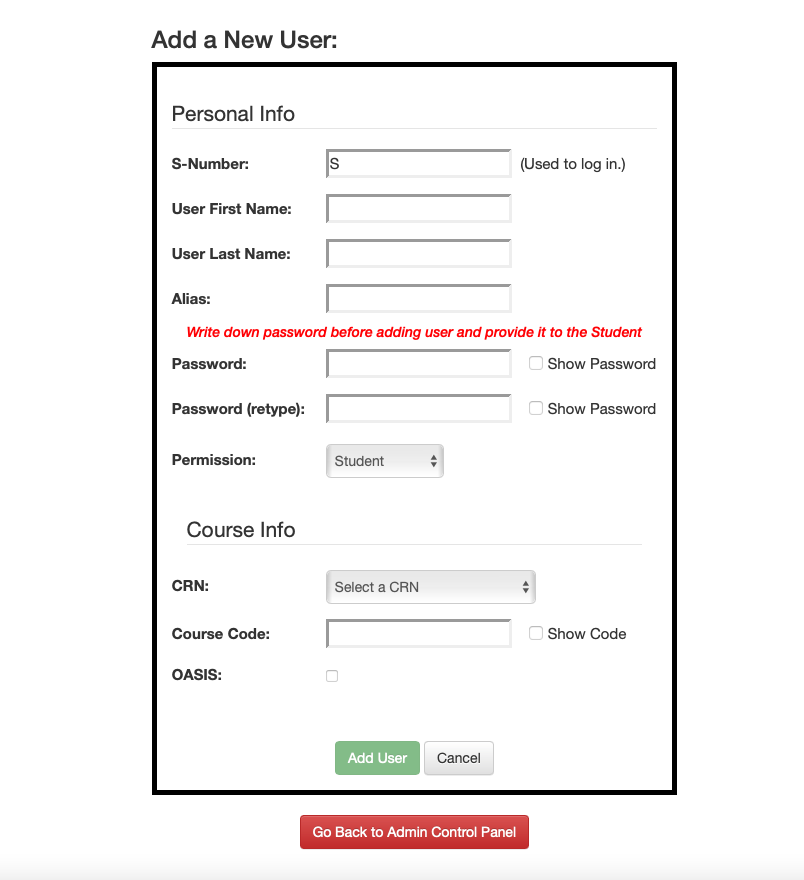 Add a New User:
Personal Info
S-Number: S (Used to log in.)
User First Name:
User Last Name:
Alias:
Write down password before adding user and provide it to the Student
Password: Show Password
Password (retype): Show Password
Permission: Student
Course Info
CRN: Select a CRN
Course Code: Show Code
OASIS:
Add User Cancel
Go Back to Admin Control Panel